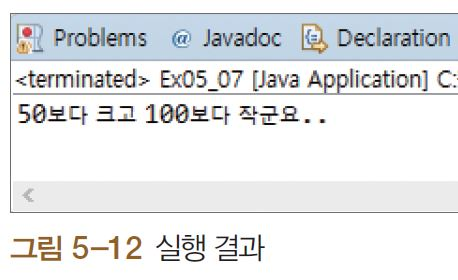 Problems @ Javadoc Declaration
<terminated> Ex05_07 [Java Application] C:
50보다 크고 100보다 작군요..
그림 5-12 실행 결과